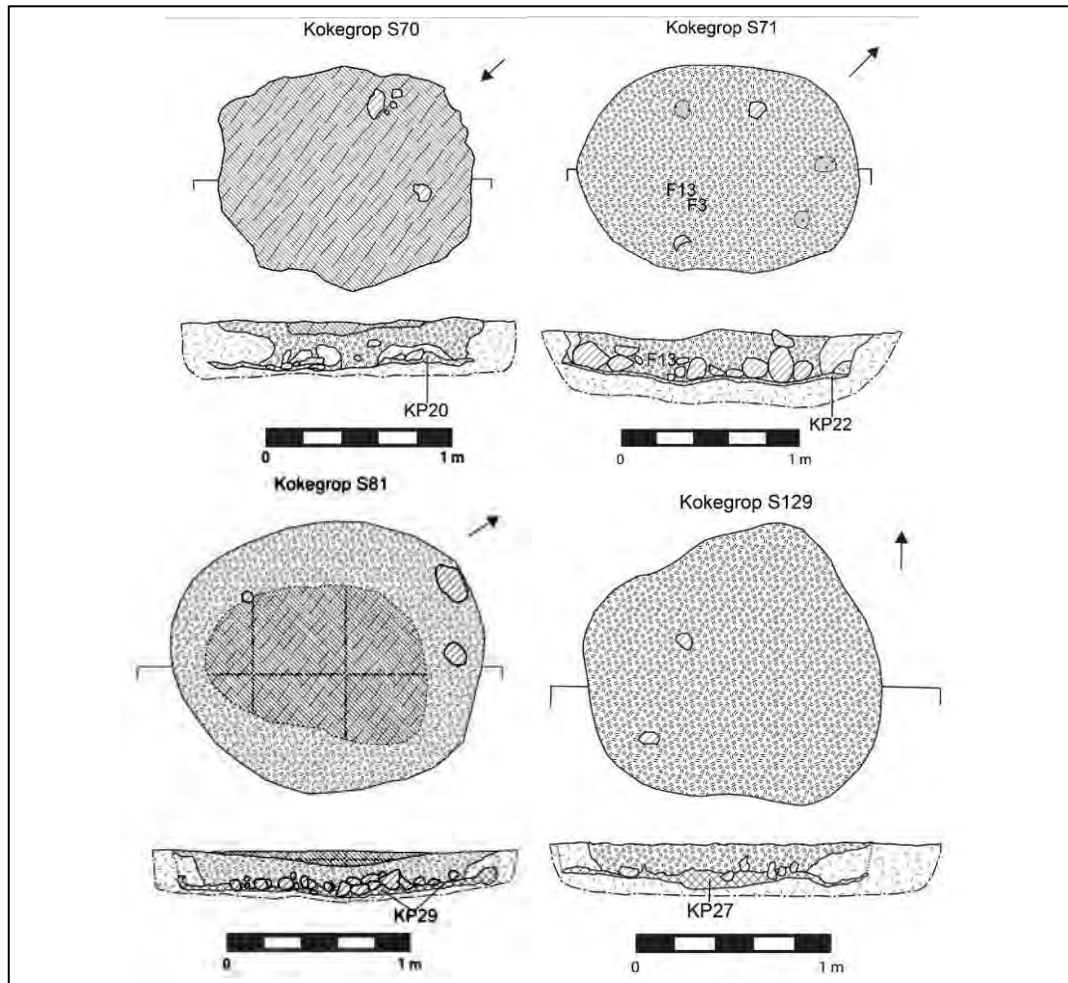 Kokegrop S70
KP20
0 1 m
Kokegrop S71
F13
F3
F13
KP22
0 1 m
Kokegrop S81
KP29
0 1 m
Kokegrop S129
KP27
0 1 m